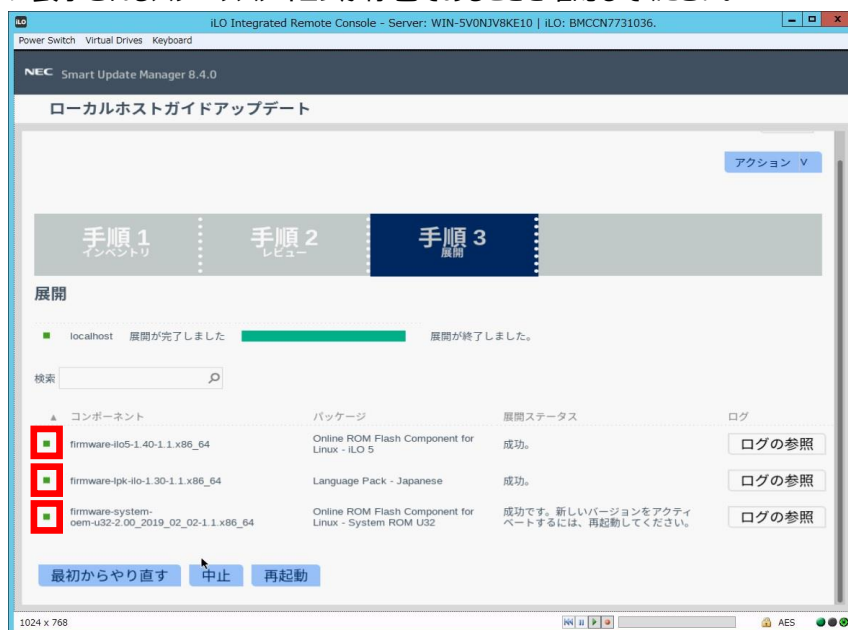 iLO Integrated Remote Console - Server: WIN-5V0NJV8KE10 | iLO: BMCCN7731036.
Power Switch Virtual Drives Keyboard
NEC Smart Update Manager 8.4.0
ローカルホストガイドアップデート
アクション
手順 1
インベントリ
手順 2
レビュー
手順 3
展開
展開
localhost 展開が完了しました 展開が終了しました。
検索
コンポーネント パッケージ 展開ステータス ログ
firmware-ilo5-1.40-1.1.x86_64
Online ROM Flash Component for
Linux - iLO 5
成功。
ログの参照
firmware-lpk-ilo-1.30-1.1.x86_64
Language Pack - Japanese
成功。
ログの参照
firmware-system-
oem-u32-2.00_2019_02_02-1.1.x86_64
Online ROM Flash Component for
Linux - System ROM U32
成功です。新しいバージョンをアクティ
ベートするには、再起動してください。
ログの参照
最初からやり直す 中止 再起動
1024 x 768 AES